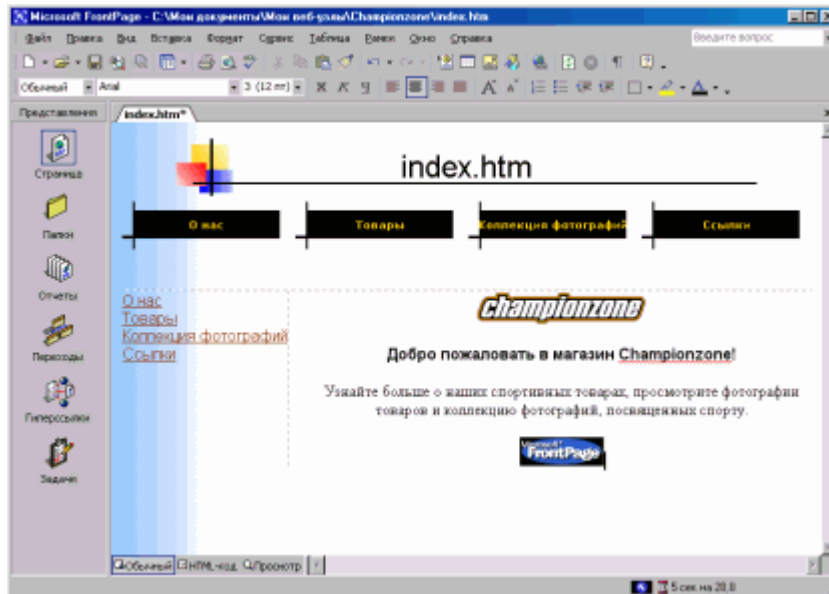 Microsoft FrontPage - C:\Мои документы\Мои веб-узлы\Championzone\index.htm
Файл Правка Вид Вставка Формат Сервис Таблица Рамки Окно Справка Введите вопрос
Обычный Arial 3 (12 пт) Ж К Ч
Представления index.htm*
Страница
Папки
Отчеты
Переходы
Гиперссылки
Задачи
index.htm
О нас Товары Коллекция фотографий Ссылки
О нас
Товары
Коллекция фотографий
Ссылки
championzone
Добро пожаловать в магазин Championzone!
Узнайте больше о наших спортивных товарах, просмотрите фотографии
товаров и коллекцию фотографий, посвященных спорту.
Microsoft
FrontPage
Обычный HTML-код Просмотр
5 сек на 28,8